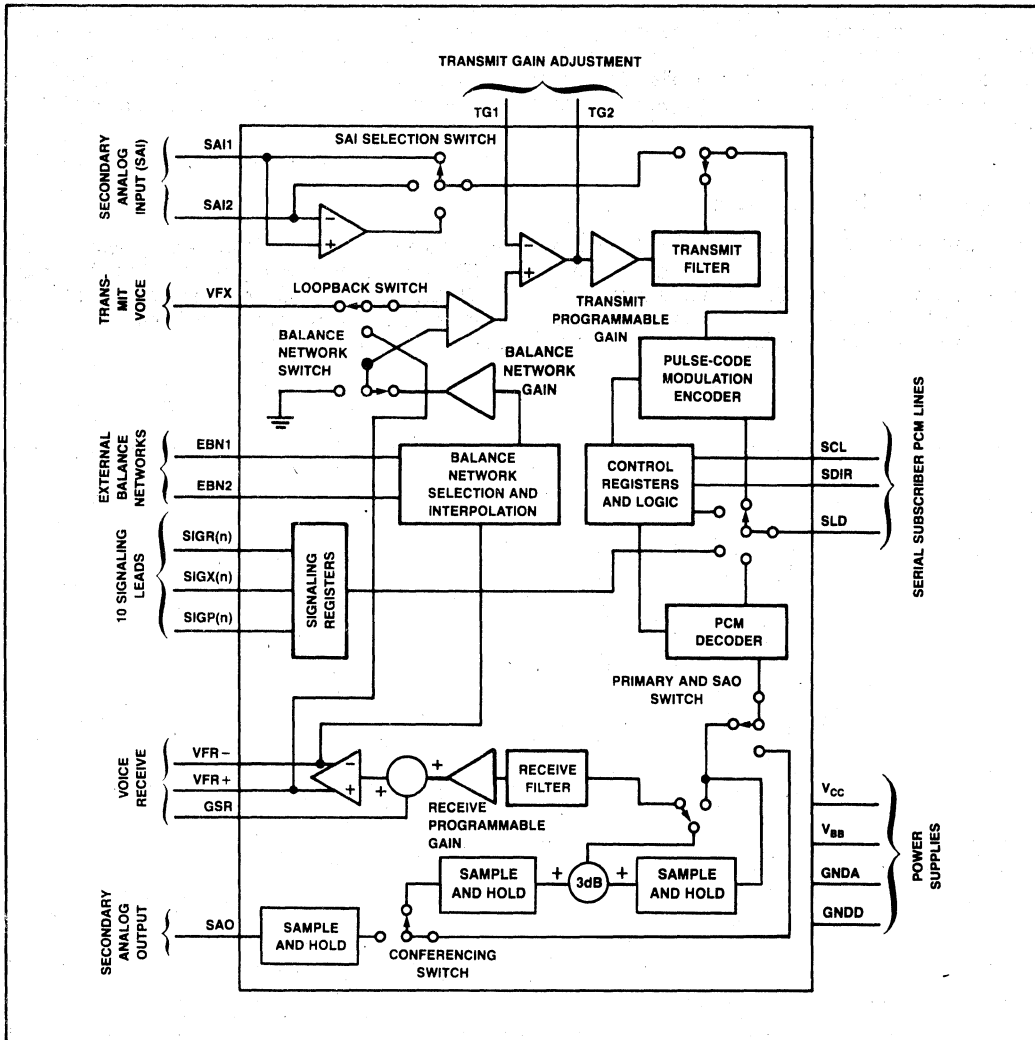 TRANSMIT GAIN ADJUSTMENT
TG1
TG2
SECONDARY
ANALOG
INPUT (SAI)
SAI1
SAI2
SAI SELECTION SWITCH
-
+
-
+
TRANSMIT
FILTER
TRANS-
MIT
VOICE
VFX
LOOPBACK SWITCH
TRANSMIT
PROGRAMMABLE
GAIN
BALANCE
NETWORK
SWITCH
BALANCE
NETWORK
GAIN
PULSE-CODE
MODULATION
ENCODER
EXTERNAL
BALANCE
NETWORKS
EBN1
EBN2
BALANCE
NETWORK
SELECTION AND
INTERPOLATION
CONTROL
REGISTERS
AND LOGIC
SCL
SDIR
SLD
SERIAL SUBSCRIBER PCM LINES
10 SIGNALING
LEADS
SIGR(n)
SIGX(n)
SIGP(n)
SIGNALING
REGISTERS
PCM
DECODER
PRIMARY AND SAO
SWITCH
VOICE
RECEIVE
VFR-
VFR+
GSR
-
+
+
+
RECEIVE
PROGRAMMABLE
GAIN
RECEIVE
FILTER
VCC
VBB
GNDA
GNDD
POWER
SUPPLIES
SAMPLE
AND HOLD
+
3dB
+
SAMPLE
AND HOLD
SECONDARY
ANALOG
OUTPUT
SAO
SAMPLE
AND HOLD
CONFERENCING
SWITCH